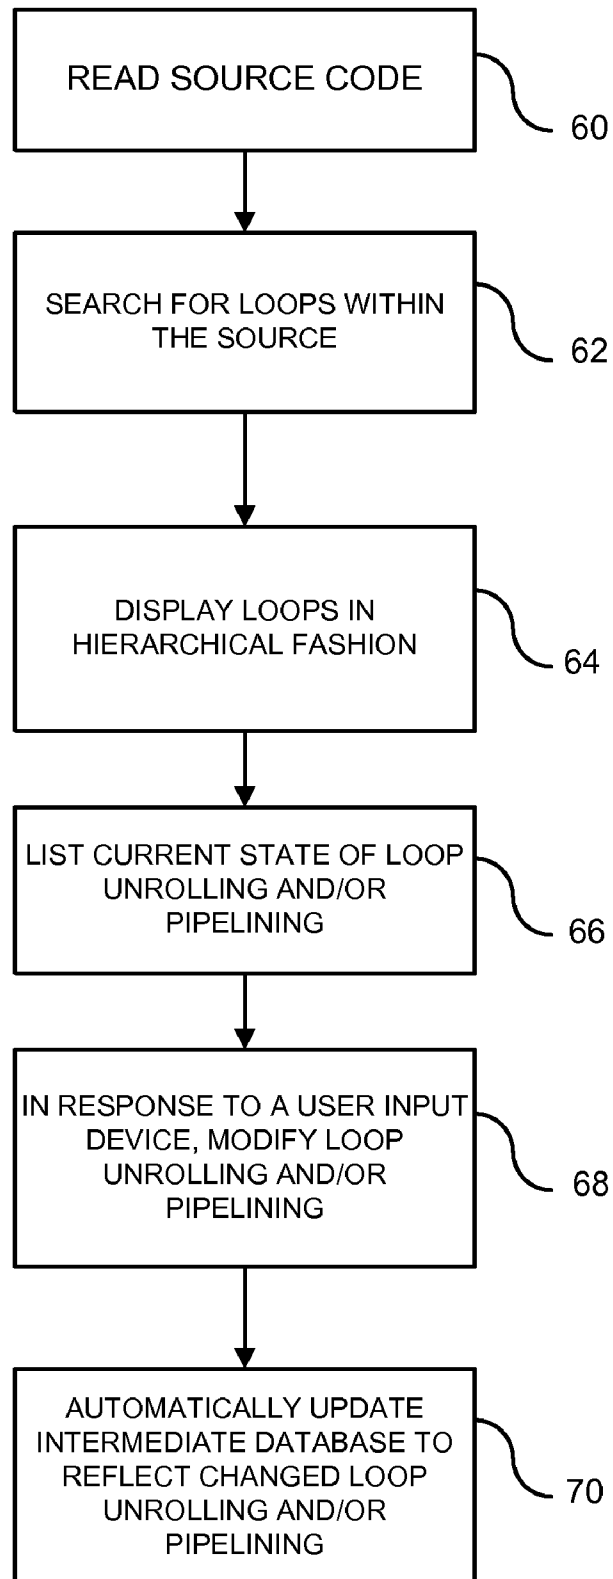 READ SOURCE CODE
60
SEARCH FOR LOOPS WITHIN
THE SOURCE
62
DISPLAY LOOPS IN
HIERARCHICAL FASHION
64
LIST CURRENT STATE OF LOOP
UNROLLING AND/OR
PIPELINING
66
IN RESPONSE TO A USER INPUT
DEVICE, MODIFY LOOP
UNROLLING AND/OR
PIPELINING
68
AUTOMATICALLY UPDATE
INTERMEDIATE DATABASE TO
REFLECT CHANGED LOOP
UNROLLING AND/OR
PIPELINING
70